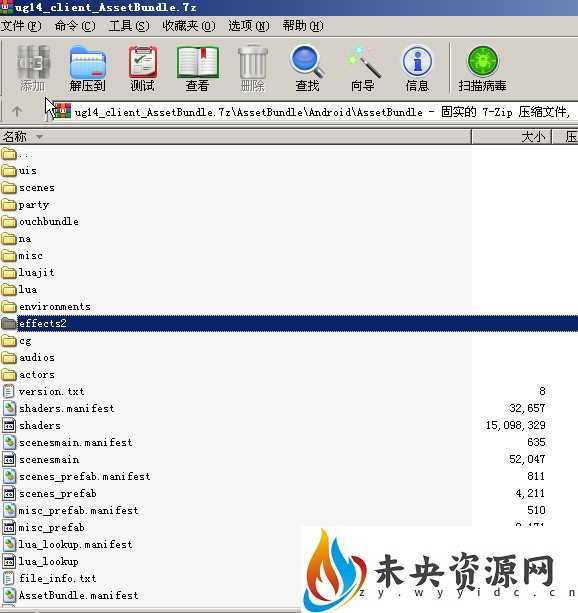 ug14_client_AssetBundle.7z
文件(F) 命令(C) 工具(S) 收藏夹(O) 选项(N) 帮助(H)
添加 解压到 测试 查看 删除 查找 向导 信息 扫描病毒
ug14_client_AssetBundle.7z\AssetBundle\Android\AssetBundle - 固实的 7-Zip 压缩文件,
名称 大小 压
..
uis
scenes
party
ouchbundle
na
misc
luajit
lua
environments
effects2
cg
audios
actors
version.txt 8
shaders.manifest 32,657
shaders 15,098,329
scenesmain.manifest 635
scenesmain 52,047
scenes_prefab.manifest 811
scenes_prefab 4,211
misc_prefab.manifest 510
misc_prefab
lua_lookup.manifest
lua_lookup
file_info.txt
AssetBundle.manifest
未央资源网
zy.wyyidc.cn